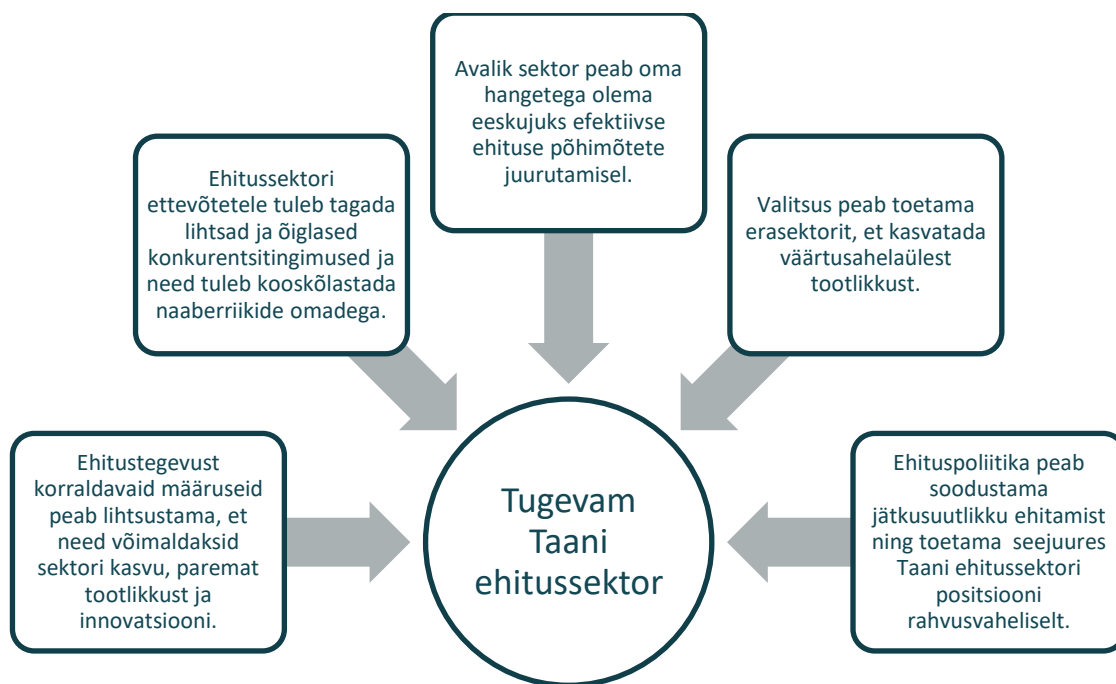 Avalik sektor peab oma
hangetega olema
eeskujuks efektiivse
ehituse põhimõtete
juurutamisel.
Ehitussektori
ettevõtetele tuleb tagada
lihtsad ja õiglased
konkurentsitingimused ja
need tuleb kooskõlastada
naaberriikide omadega.
Valitsus peab toetama
erasektorit, et kasvatada
väärtusahelaülest
tootlikkust.
Ehitustegevust
korraldavaid määruseid
peab lihtsustama, et
need võimaldaksid
sektori kasvu, paremat
tootlikkust ja
innovatsiooni.
Tugevam
Taani
ehitussektor
Ehituspoliitika peab
soodustama
jätkusuutlikku ehitamist
ning toetama seejuures
Taani ehitussektori
positsiooni
rahvusvaheliselt.